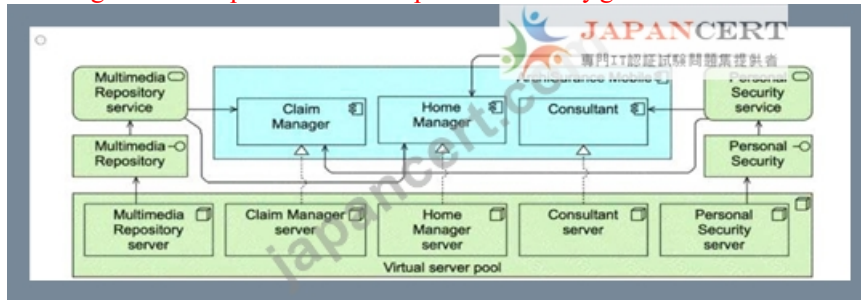 JAPANCERT
専門IT認証試験問題集提供者
ArchiSurance Mobile
Multimedia
Repository
service
Claim
Manager
Home
Manager
Consultant
Personal
Security
service
Multimedia
Repository
Personal
Security
Multimedia
Repository
server
Claim Manager
server
Home
Manager
server
Consultant
server
Personal
Security
server
Virtual server pool
japancert.com